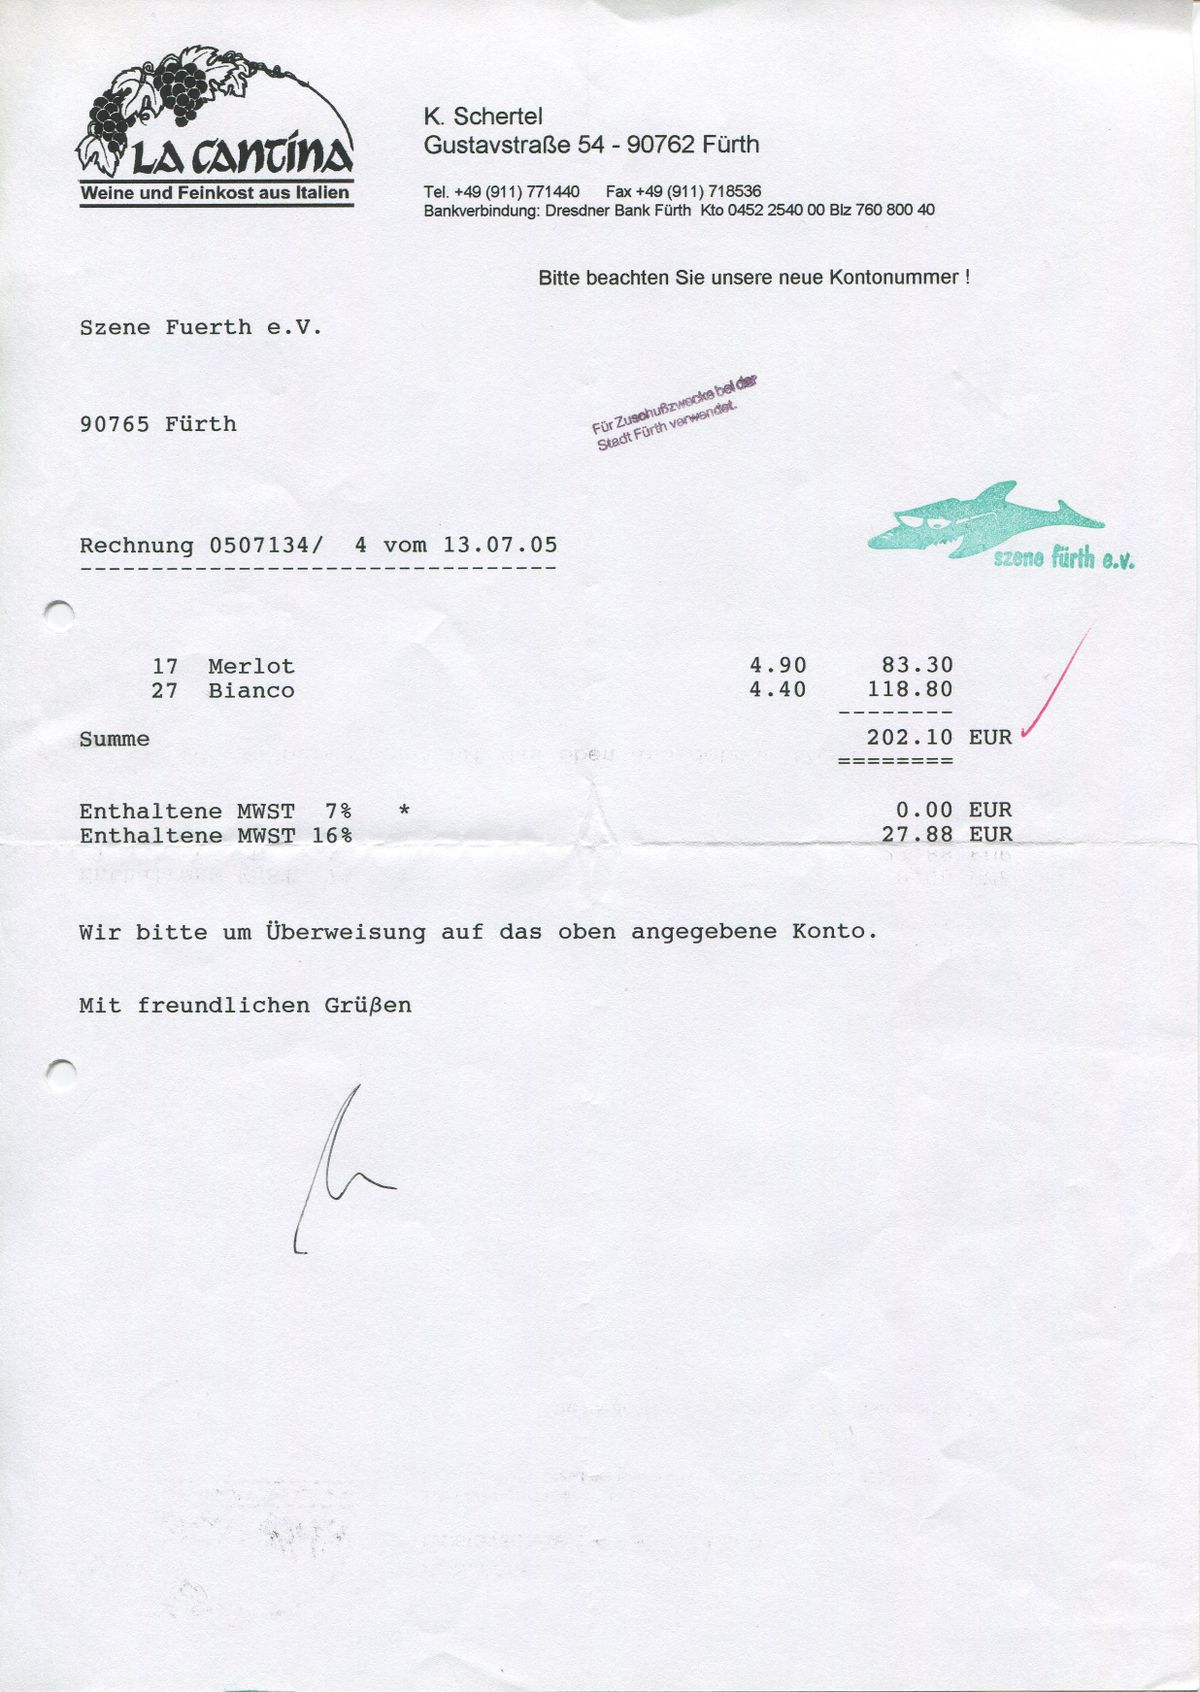 LA CANTINA
Weine und Feinkost aus Italien
K. Schertel
Gustavstraße 54 - 90762 Fürth
Tel. +49 (911) 771440 Fax +49 (911) 718536
Bankverbindung: Dresdner Bank Fürth Kto 0452 2540 00 Blz 760 800 40
Bitte beachten Sie unsere neue Kontonummer !
Szene Fuerth e.V.
90765 Fürth
Für Zuschußzwecke bei der
Stadt Fürth verwendet.
szene fürth e.v.
Rechnung 0507134/ 4 vom 13.07.05
---------------------------------
17 Merlot 4.90 83.30
27 Bianco 4.40 118.80
--------
Summe 202.10 EUR
========
Enthaltene MWST 7% * 0.00 EUR
Enthaltene MWST 16% 27.88 EUR
Wir bitte um Überweisung auf das oben angegebene Konto.
Mit freundlichen Grüßen